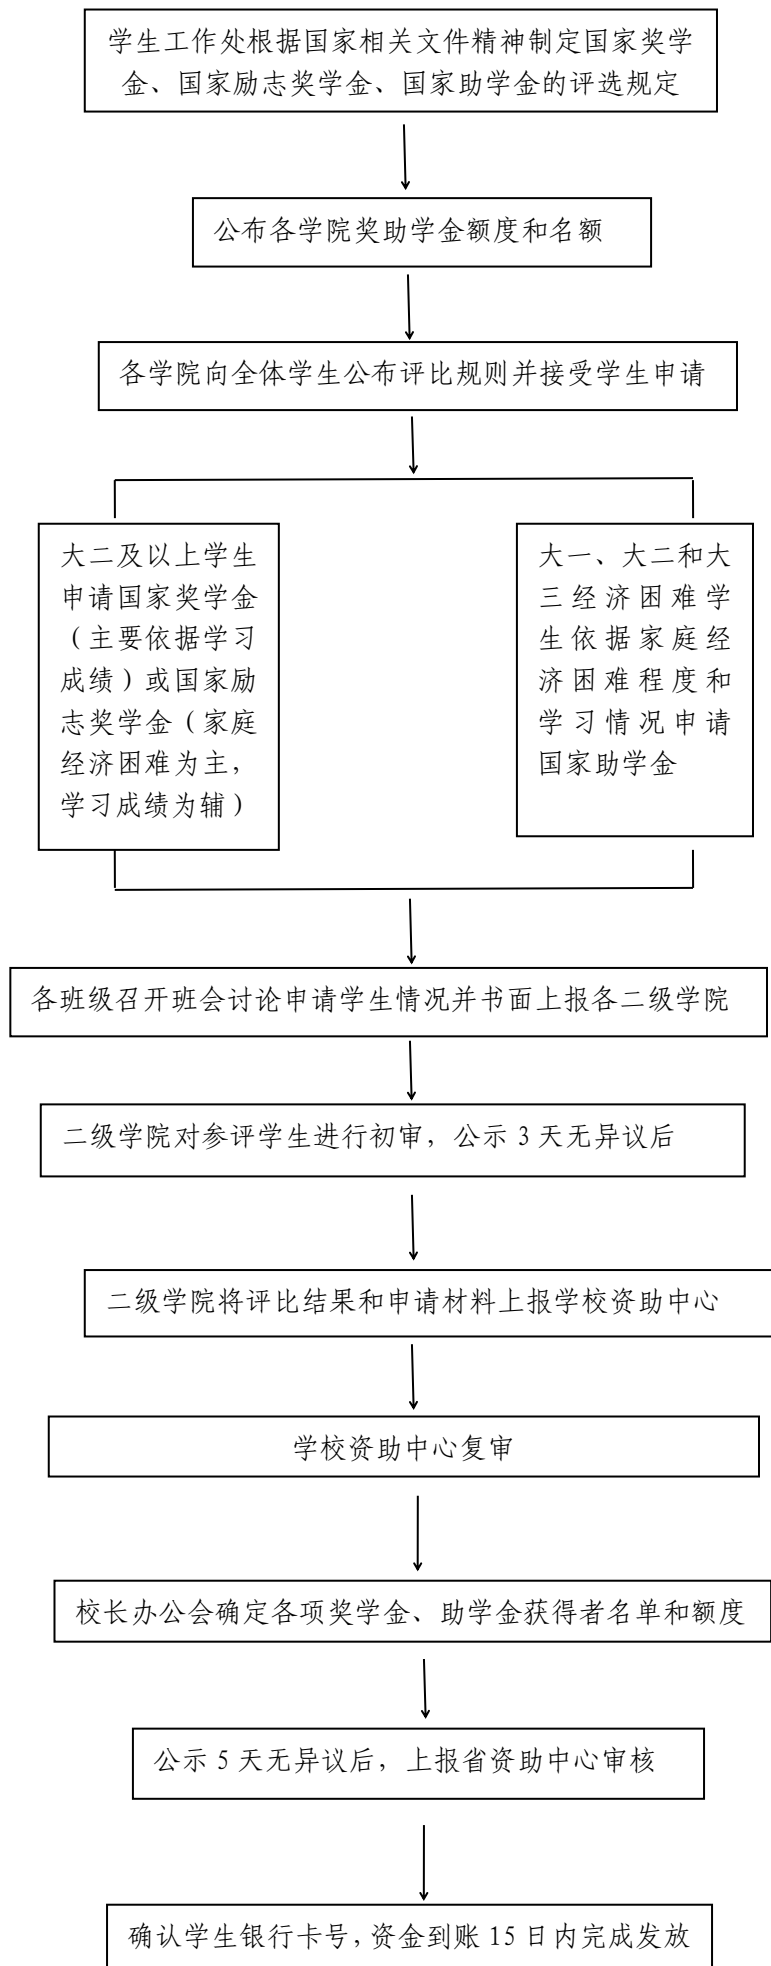 学生工作处根据国家相关文件精神制定国家奖学
金、国家励志奖学金、国家助学金的评选规定
公布各学院奖助学金额度和名额
各学院向全体学生公布评比规则并接受学生申请
大二及以上学生
申请国家奖学金
（主要依据学习
成绩）或国家励
志奖学金（家庭
经济困难为主，
学习成绩为辅）
大一、大二和大
三经济困难学
生依据家庭经
济困难程度和
学习情况申请
国家助学金
各班级召开班会讨论申请学生情况并书面上报各二级学院
二级学院对参评学生进行初审，公示 3 天无异议后
二级学院将评比结果和申请材料上报学校资助中心
学校资助中心复审
校长办公会确定各项奖学金、助学金获得者名单和额度
公示 5 天无异议后，上报省资助中心审核
确认学生银行卡号，资金到账 15 日内完成发放